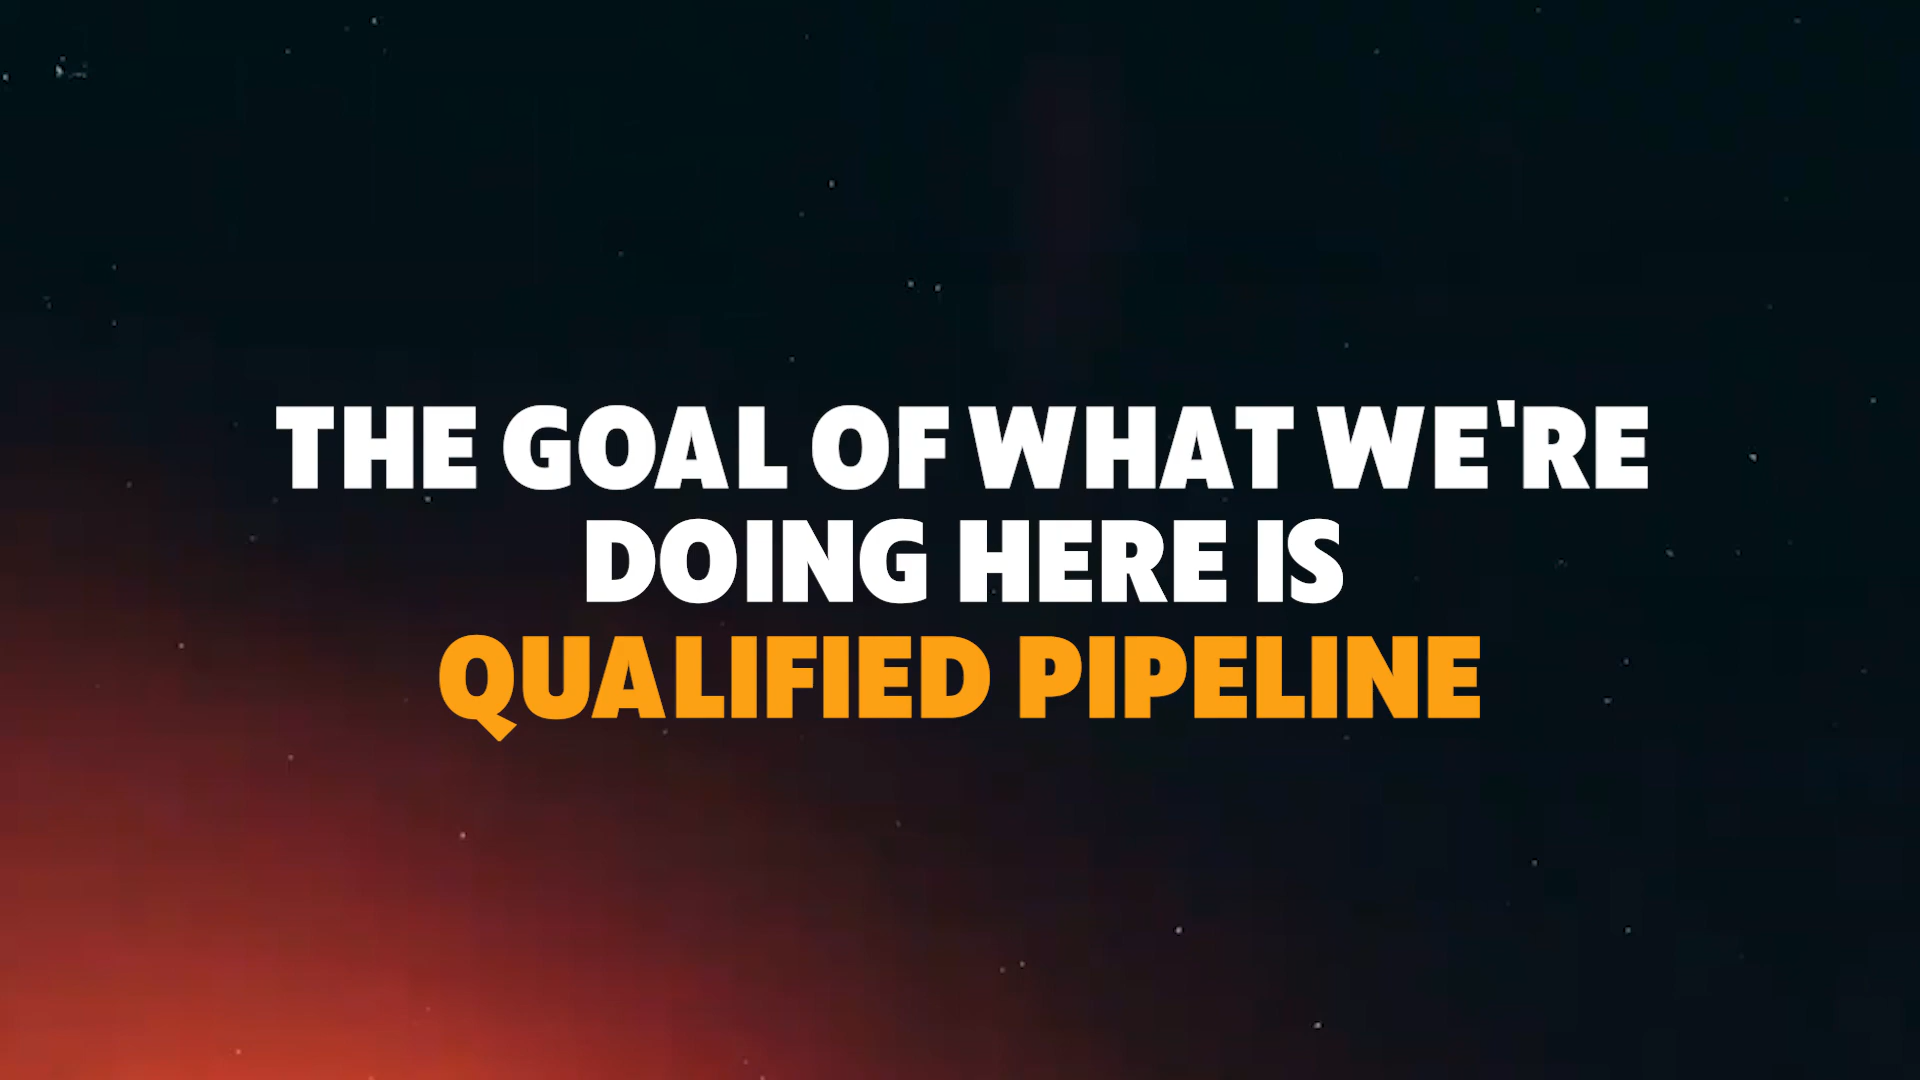 THE GOAL OF WHAT WE'RE
DOING HERE IS
QUALIFIED PIPELINE